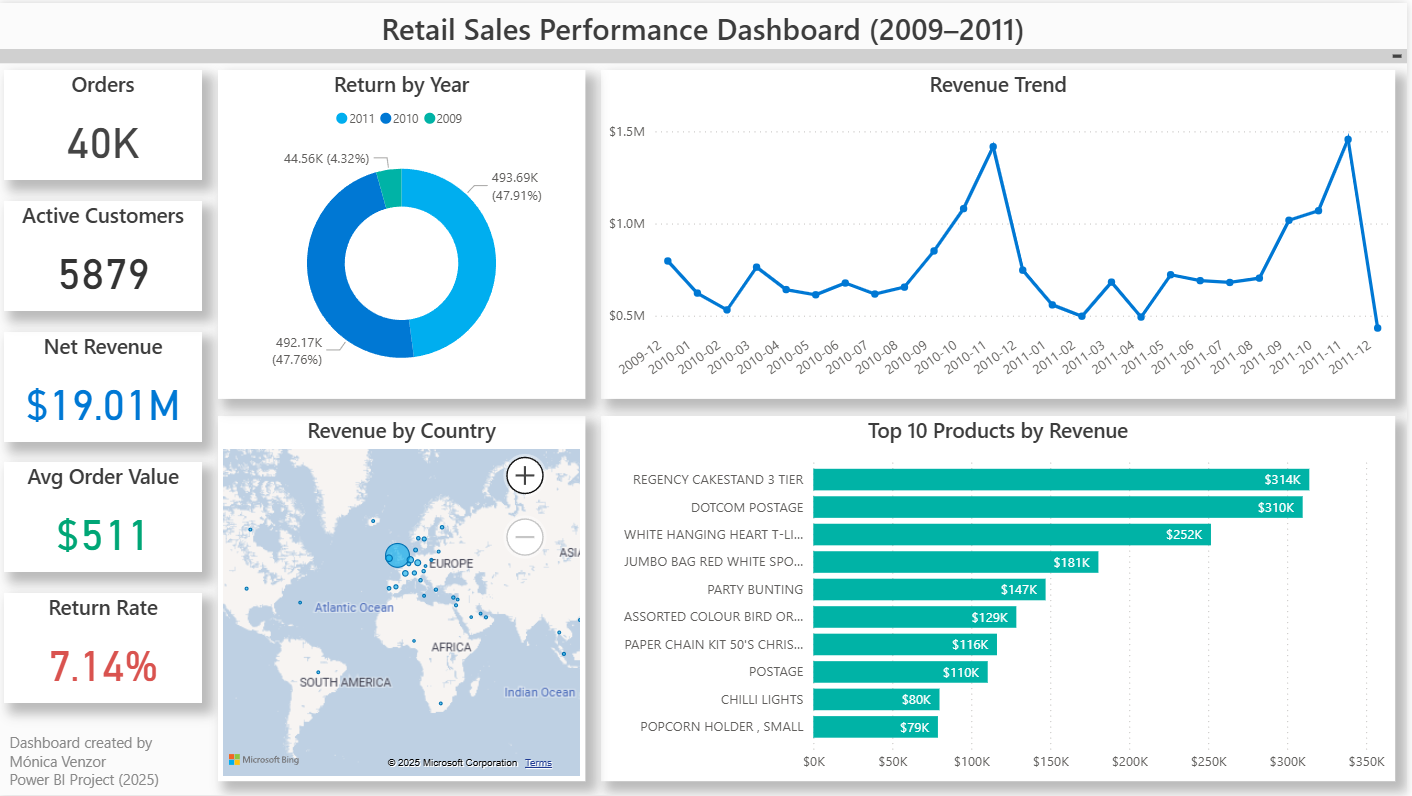 Retail Sales Performance Dashboard (2009–2011)
Orders
40K
Active Customers
5879
Net Revenue
$19.01M
Avg Order Value
$511
Return Rate
7.14%
Dashboard created by
Mónica Venzor
Power BI Project (2025)
Return by Year
2011 2010 2009
44.56K (4.32%)
493.69K
(47.91%)
492.17K
(47.76%)
Revenue Trend
$1.5M
$1.0M
$0.5M
2009-12 2010-01 2010-02 2010-03 2010-04 2010-05 2010-06 2010-07 2010-08 2010-09 2010-10 2010-11 2010-12 2011-01 2011-02 2011-03 2011-04 2011-05 2011-06 2011-07 2011-08 2011-09 2011-10 2011-11 2011-12
Revenue by Country
EUROPE
ASIA
Atlantic Ocean
AFRICA
SOUTH AMERICA
Indian Ocean
Microsoft Bing
© 2025 Microsoft Corporation Terms
Top 10 Products by Revenue
REGENCY CAKESTAND 3 TIER $314K
DOTCOM POSTAGE $310K
WHITE HANGING HEART T-LI... $252K
JUMBO BAG RED WHITE SPO... $181K
PARTY BUNTING $147K
ASSORTED COLOUR BIRD OR... $129K
PAPER CHAIN KIT 50'S CHRIS... $116K
POSTAGE $110K
CHILLI LIGHTS $80K
POPCORN HOLDER , SMALL $79K
$0K $50K $100K $150K $200K $250K $300K $350K